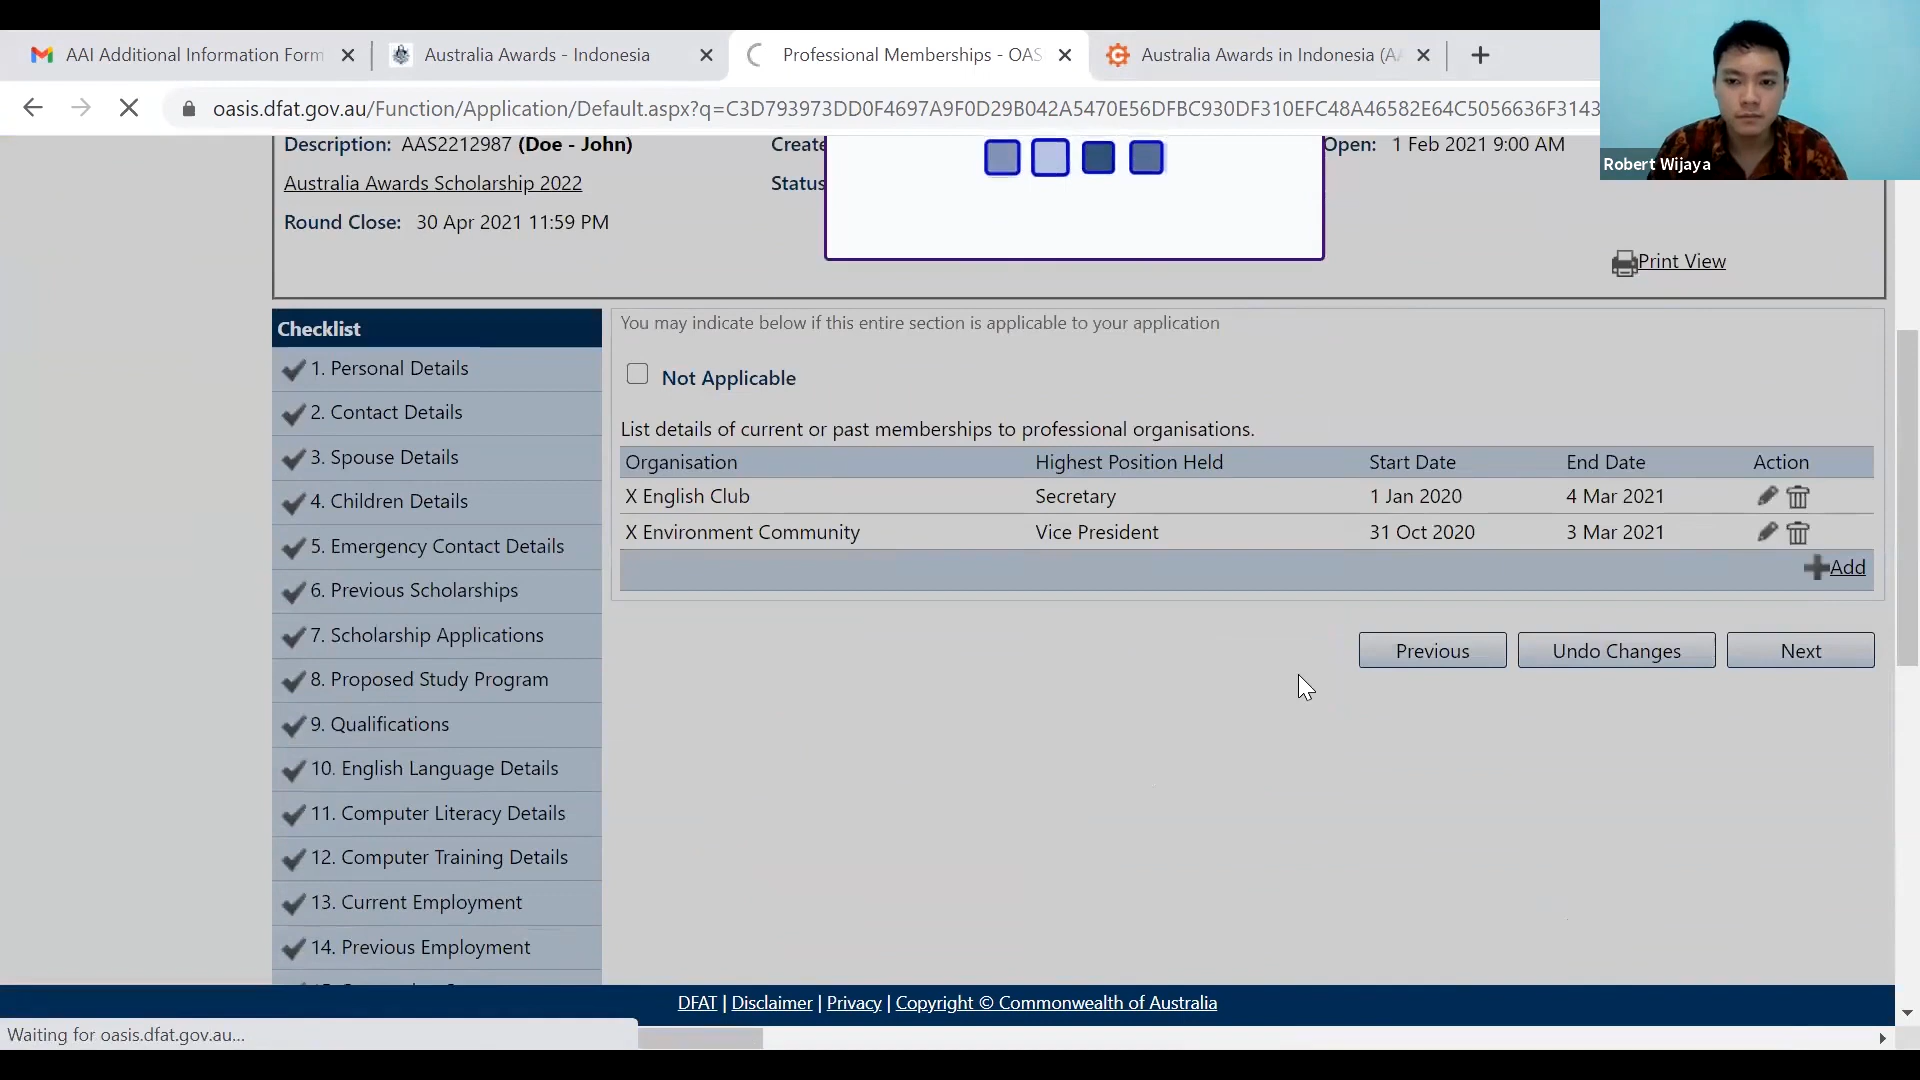 AAI Additional Information Form
Australia Awards - Indonesia
Professional Memberships - OAS
Australia Awards in Indonesia (AA
oasis.dfat.gov.au/Function/Application/Default.aspx?q=C3D793973DD0F4697A9F0D29B042A5470E56DFBC930DF310EFC48A46582E64C5056636F3143
Robert Wijaya
Description: AAS2212987 (Doe - John)
Create
Open: 1 Feb 2021 9:00 AM
Australia Awards Scholarship 2022
Status
Round Close: 30 Apr 2021 11:59 PM
Print View
Checklist
1. Personal Details
2. Contact Details
3. Spouse Details
4. Children Details
5. Emergency Contact Details
6. Previous Scholarships
7. Scholarship Applications
8. Proposed Study Program
9. Qualifications
10. English Language Details
11. Computer Literacy Details
12. Computer Training Details
13. Current Employment
14. Previous Employment
You may indicate below if this entire section is applicable to your application
Not Applicable
List details of current or past memberships to professional organisations.
Organisation Highest Position Held Start Date End Date Action
X English Club Secretary 1 Jan 2020 4 Mar 2021
X Environment Community Vice President 31 Oct 2020 3 Mar 2021
Add
Previous Undo Changes Next
DFAT | Disclaimer | Privacy | Copyright © Commonwealth of Australia
Waiting for oasis.dfat.gov.au...